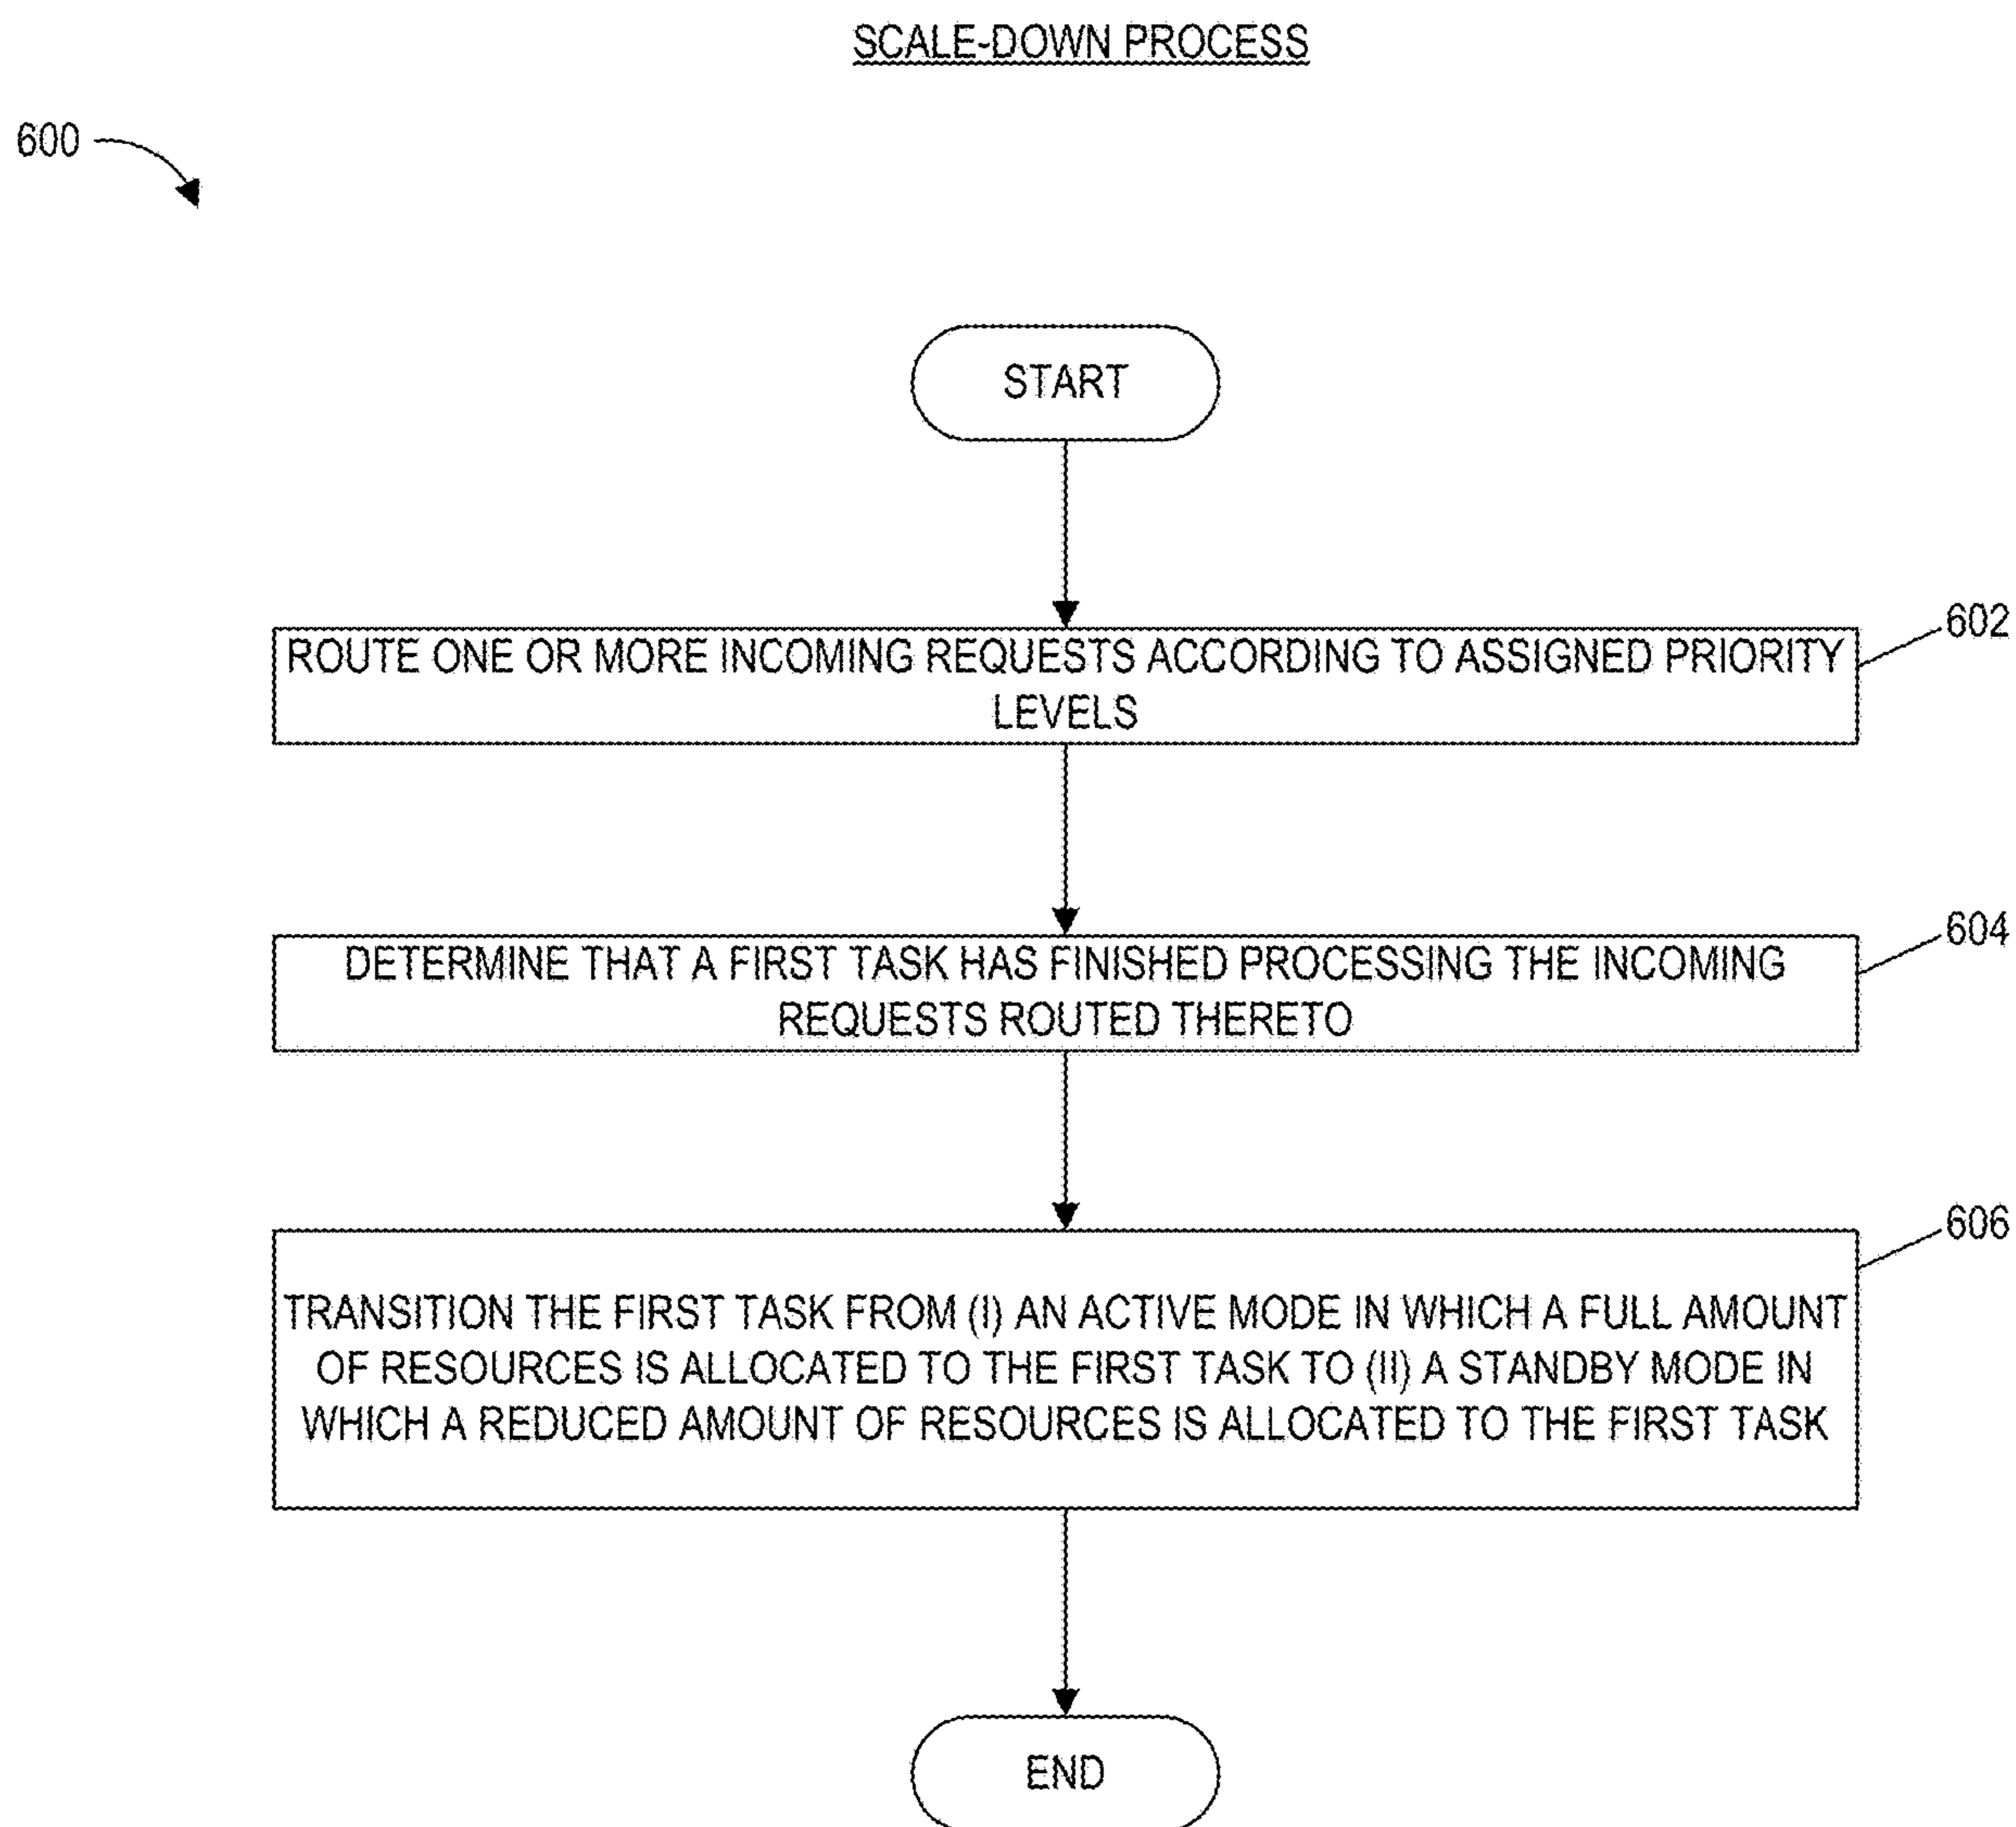 SCALE-DOWN PROCESS
600
START
ROUTE ONE OR MORE INCOMING REQUESTS ACCORDING TO ASSIGNED PRIORITY
LEVELS
602
DETERMINE THAT A FIRST TASK HAS FINISHED PROCESSING THE INCOMING
REQUESTS ROUTED THERETO
604
TRANSITION THE FIRST TASK FROM (I) AN ACTIVE MODE IN WHICH A FULL AMOUNT
OF RESOURCES IS ALLOCATED TO THE FIRST TASK TO (II) A STANDBY MODE IN
WHICH A REDUCED AMOUNT OF RESOURCES IS ALLOCATED TO THE FIRST TASK
606
END